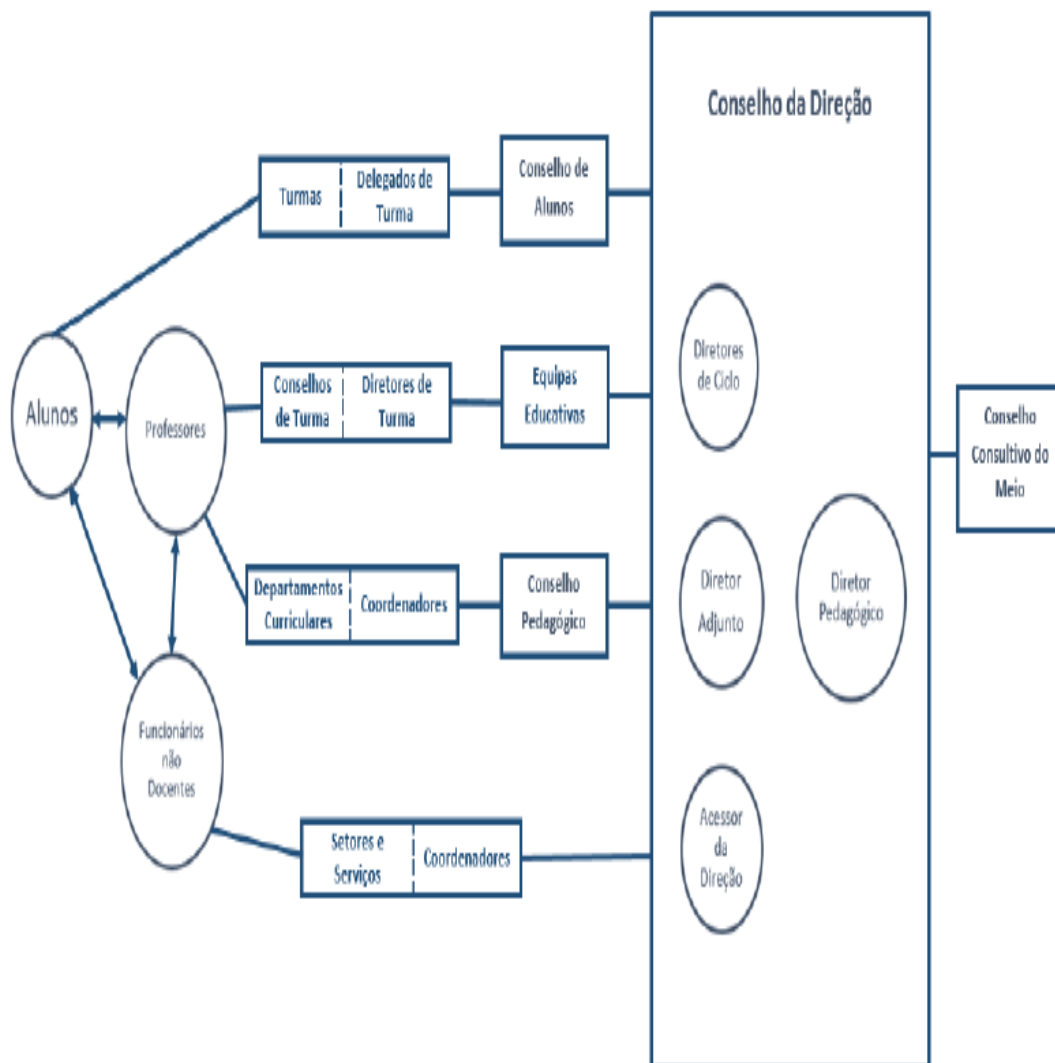 Conselho da Direção
Turmas
Delegados de
Turma
Conselho de
Alunos
Alunos
Professores
Conselhos
de Turma
Diretores de
Turma
Equipas
Educativas
Diretores
de Ciclo
Conselho
Consultivo do
Meio
Departamentos
Curriculares
Coordenadores
Conselho
Pedagógico
Diretor
Adjunto
Diretor
Pedagógico
Funcionários
não
Docentes
Setores e
Serviços
Coordenadores
Acessor
da
Direção